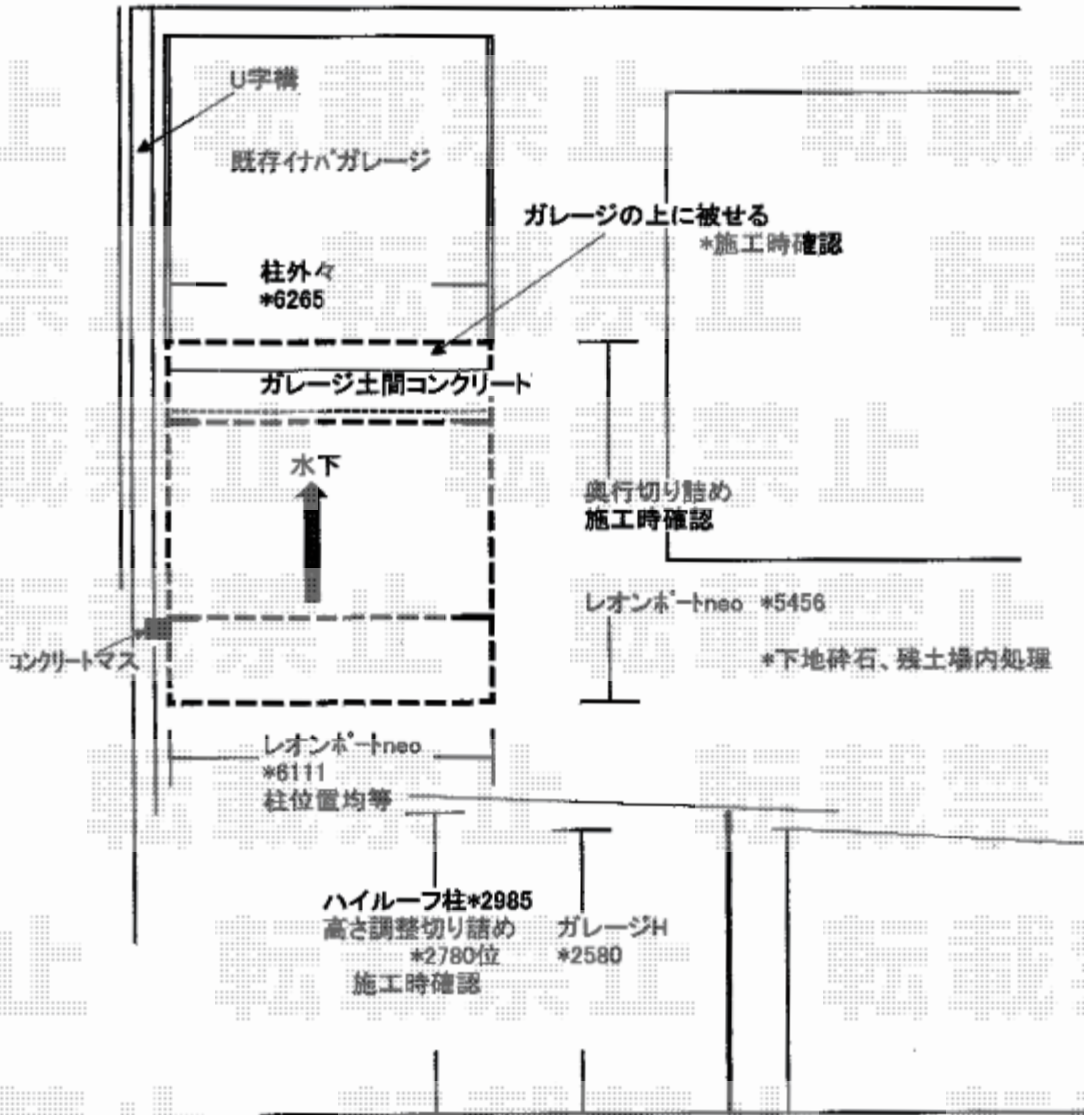 U字構
既存イナバガレージ
ガレージの上に被せる
*施工時確認
柱外々
*6265
ガレージ土間コンクリート
水下
奥行切り詰め
施工時確認
レオンポートneo *5456
コンクリートマス
*下地砕石、残土場内処理
レオンポートneo
*6111
柱位置均等
ハイルーフ柱*2985
高さ調整切り詰め
*2780位
施工時確認
ガレージH
*2580
転載禁止